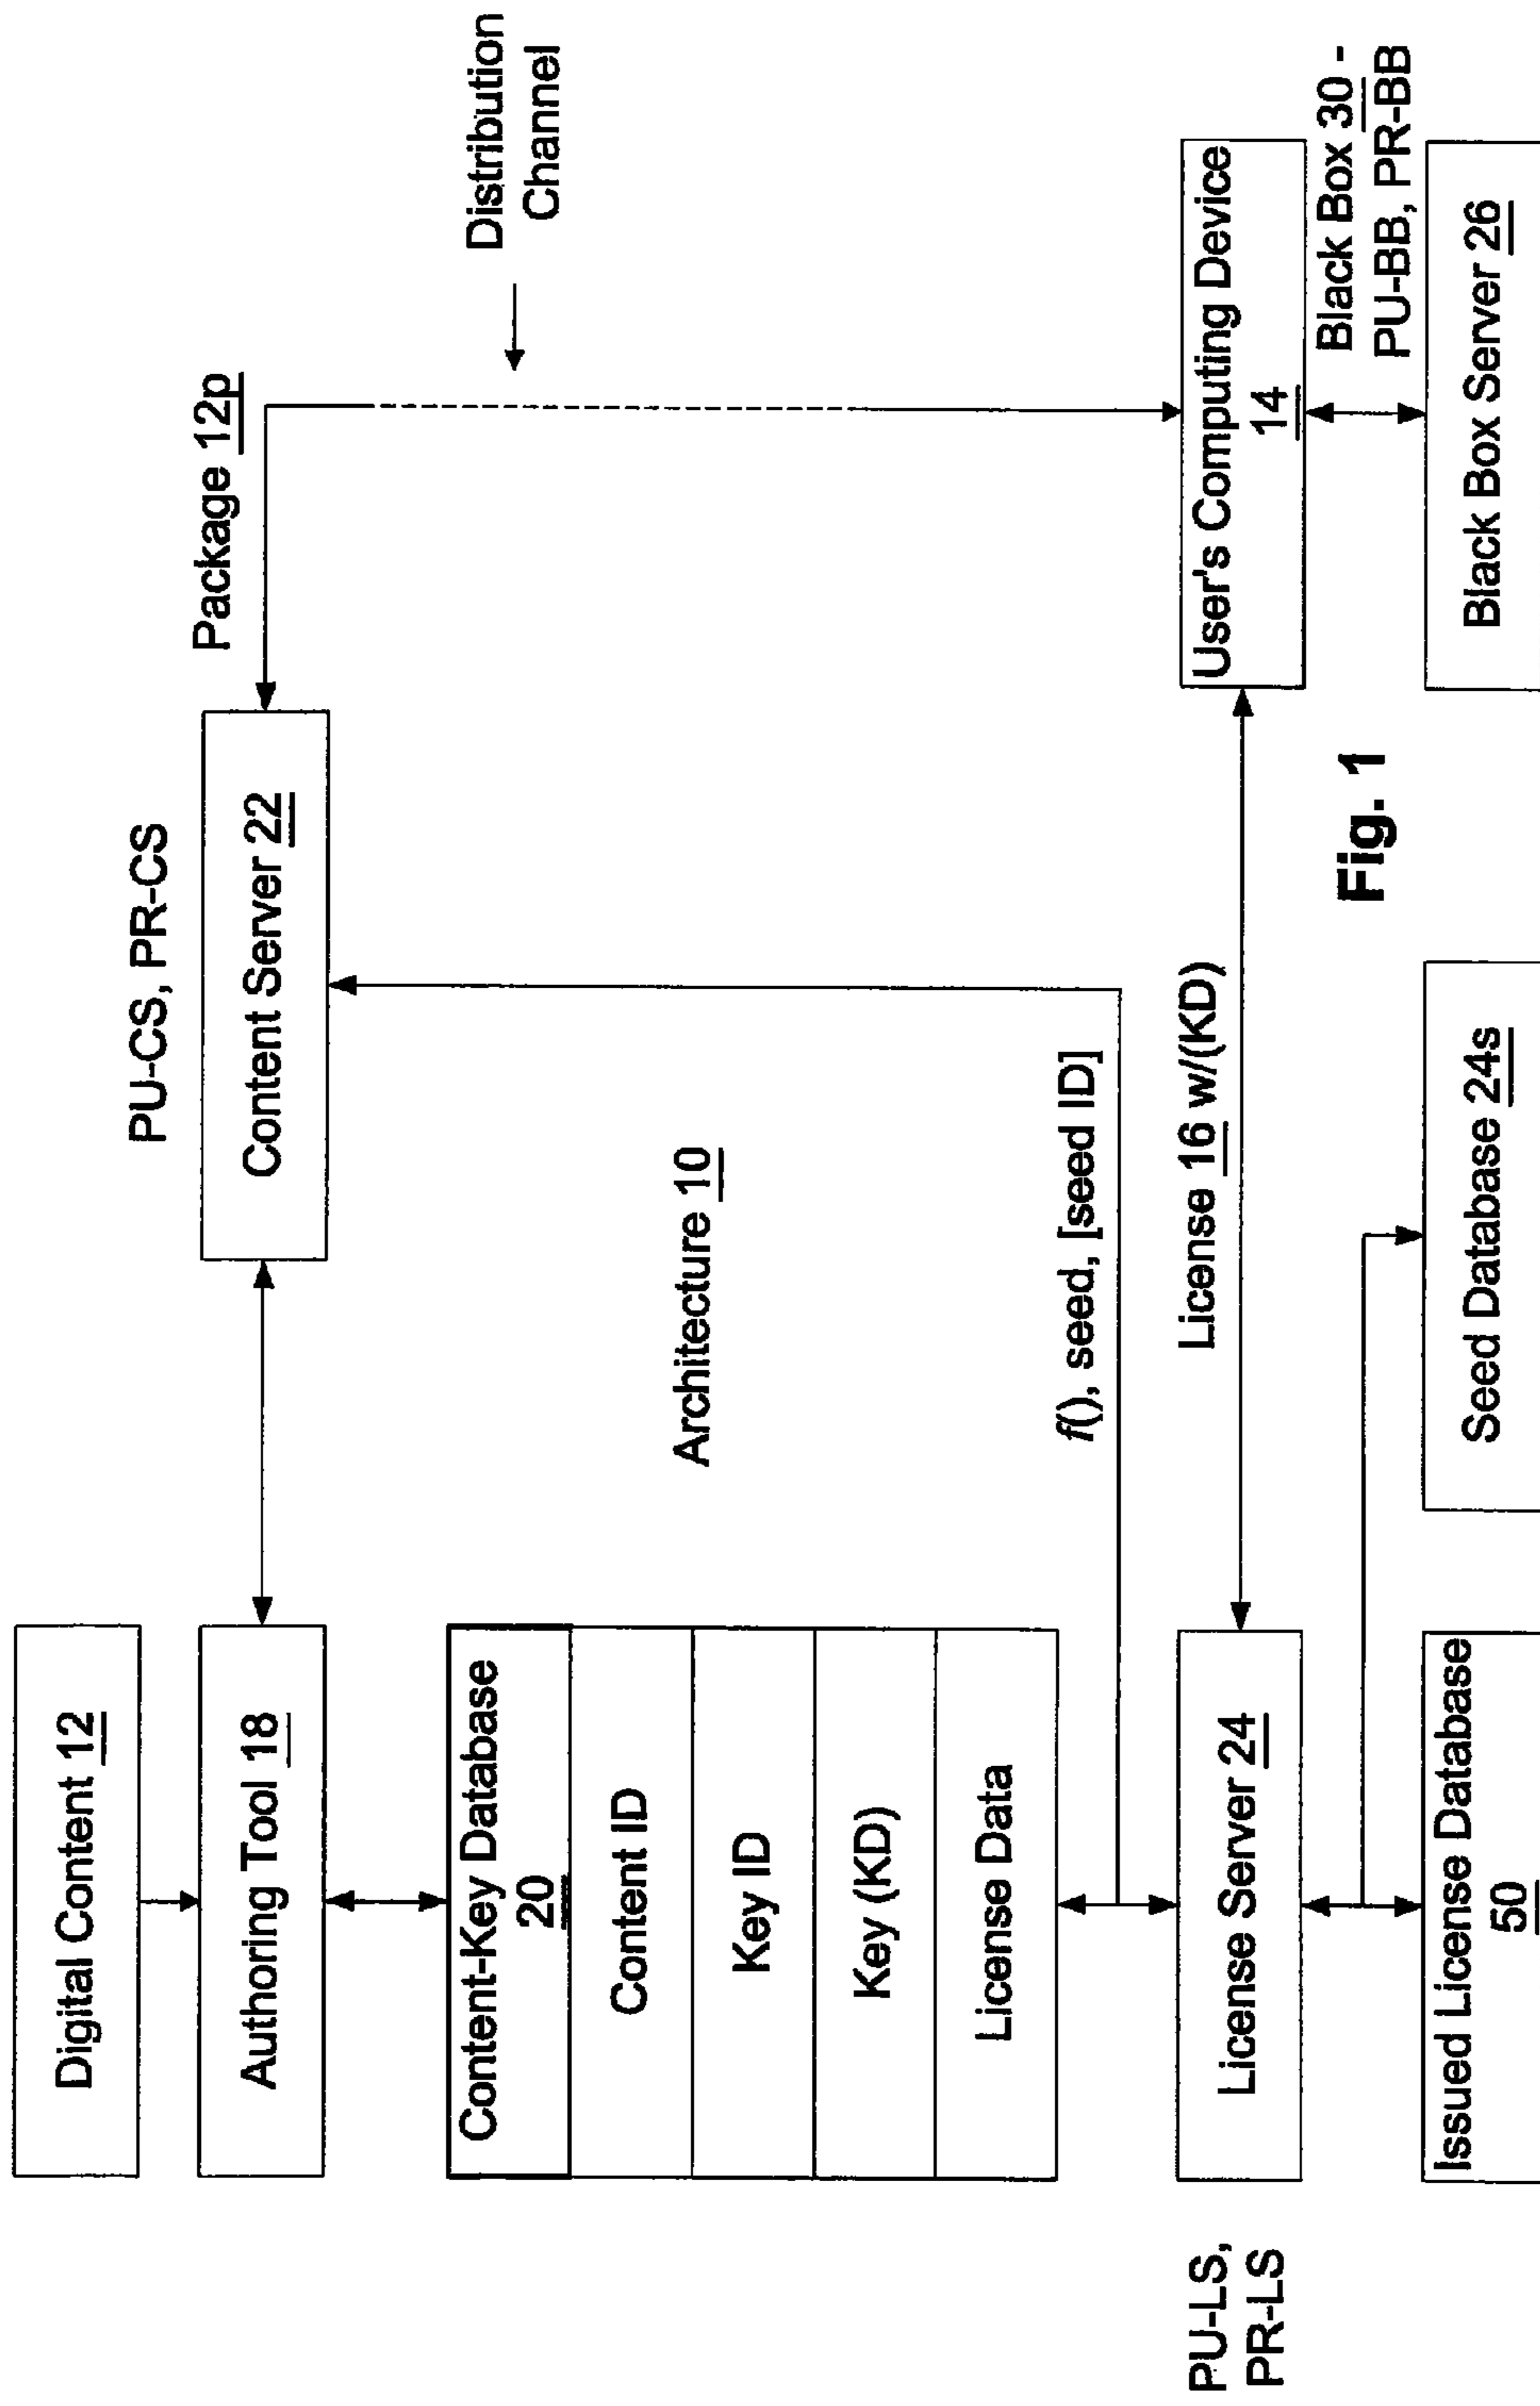 Digital Content 12
Authoring Tool 18
Content-Key Database
20
Content ID
Key ID
Key (KD)
License Data
PU-LS,
PR-LS
License Server 24
Issued License Database
50
PU-CS, PR-CS
Content Server 22
Architecture 10
f(), seed, [seed ID]
License 16 w/(KD)
Seed Database 24s
Package 12p
Distribution
Channel
User's Computing Device
14
Black Box 30 -
PU-BB, PR-BB
Black Box Server 26
Fig. 1